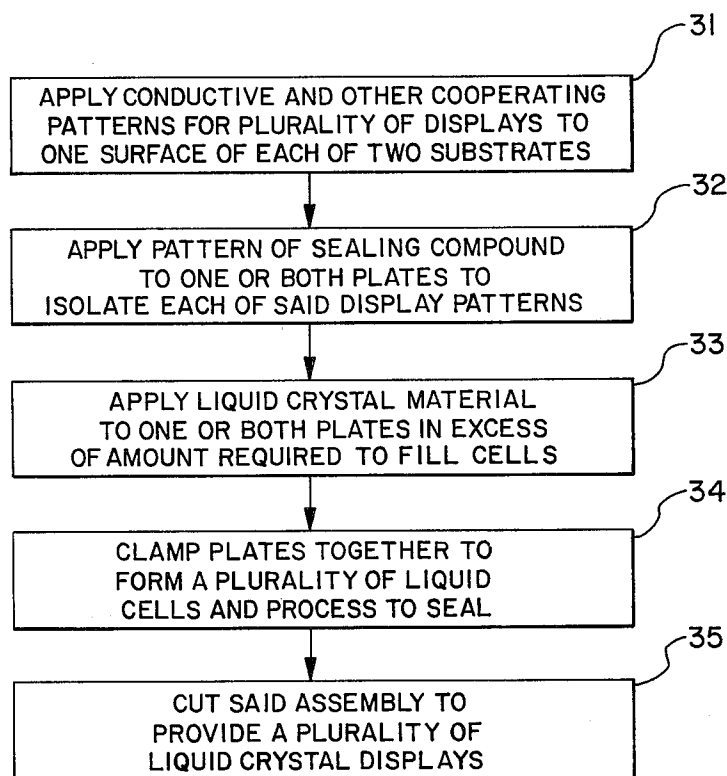 31
APPLY CONDUCTIVE AND OTHER COOPERATING
PATTERNS FOR PLURALITY OF DISPLAYS TO
ONE SURFACE OF EACH OF TWO SUBSTRATES
32
APPLY PATTERN OF SEALING COMPOUND
TO ONE OR BOTH PLATES TO
ISOLATE EACH OF SAID DISPLAY PATTERNS
33
APPLY LIQUID CRYSTAL MATERIAL
TO ONE OR BOTH PLATES IN EXCESS
OF AMOUNT REQUIRED TO FILL CELLS
34
CLAMP PLATES TOGETHER TO
FORM A PLURALITY OF LIQUID
CELLS AND PROCESS TO SEAL
35
CUT SAID ASSEMBLY TO
PROVIDE A PLURALITY OF
LIQUID CRYSTAL DISPLAYS